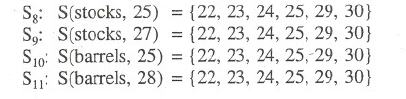 S₈: S(stocks, 25) = {22, 23, 24, 25, 29, 30}
S₉: S(stocks, 27) = {22, 23, 24, 25, 29, 30}
S₁₀: S(barrels, 25) = {22, 23, 24, 25, 29, 30}
S₁₁: S(barrels, 28) = {22, 23, 24, 25, 29, 30}